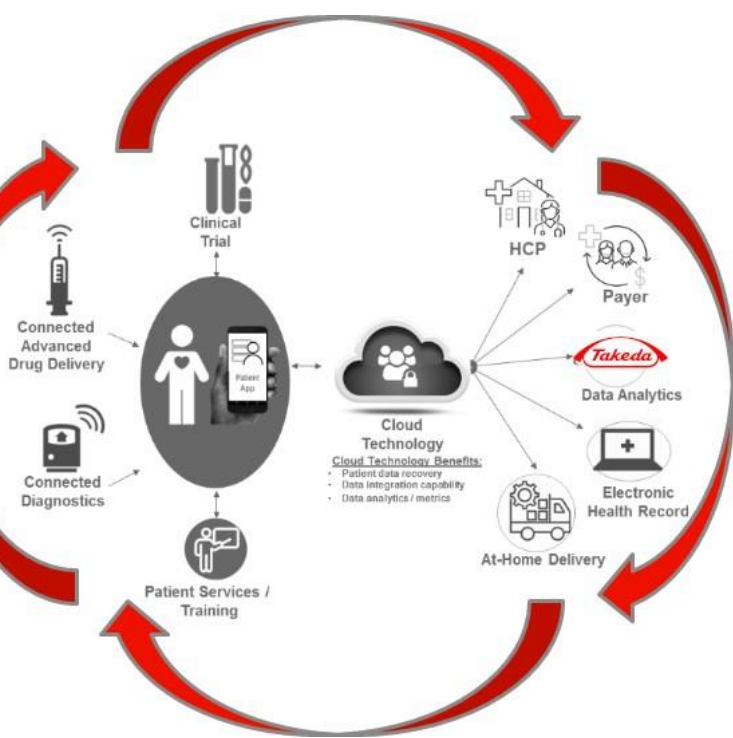 Clinical
Trial
Connected
Advanced
Drug Delivery
Patient
App
Connected
Diagnostics
Patient Services /
Training
Cloud
Technology
Cloud Technology Benefits:
• Patient data recovery
• Data integration capability
• Data analytics / metrics
HCP
$
Payer
Takeda
Data Analytics
Electronic
Health Record
At-Home Delivery